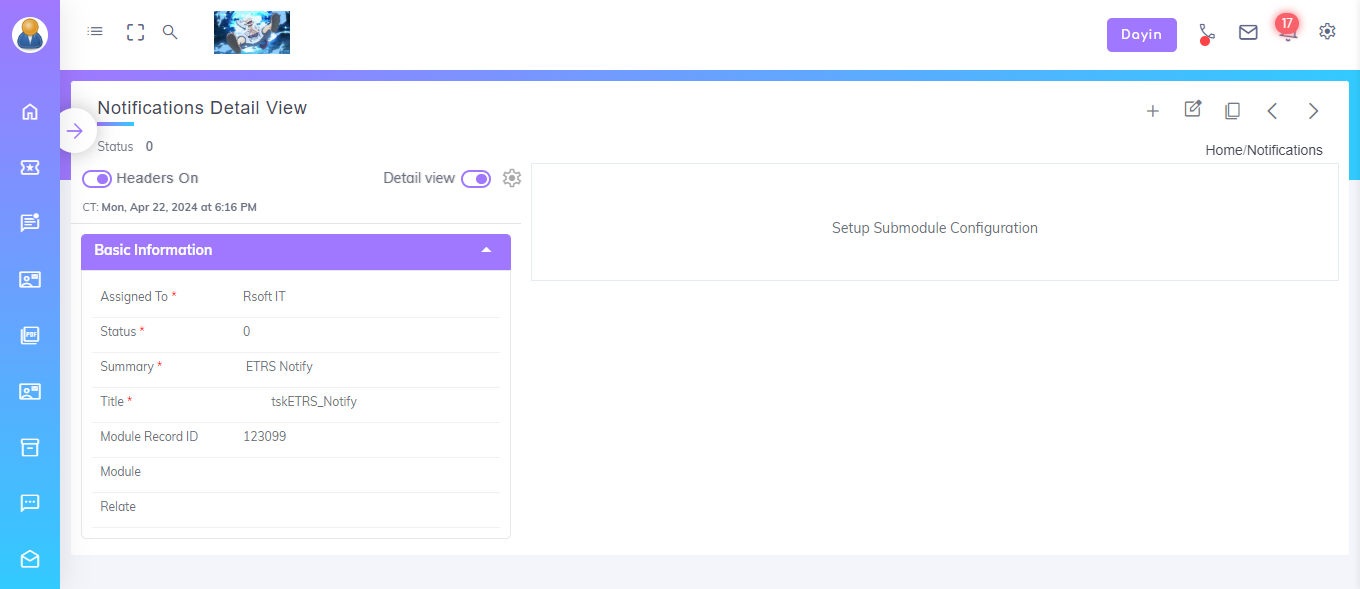 Dayin
17
Notifications Detail View
Status 0
Home/Notifications
Headers On
Detail view
CT: Mon, Apr 22, 2024 at 6:16 PM
Setup Submodule Configuration
Basic Information
Assigned To * Rsoft IT
Status * 0
Summary * ETRS Notify
Title * tskETRS_Notify
Module Record ID 123099
Module
Relate
PDF